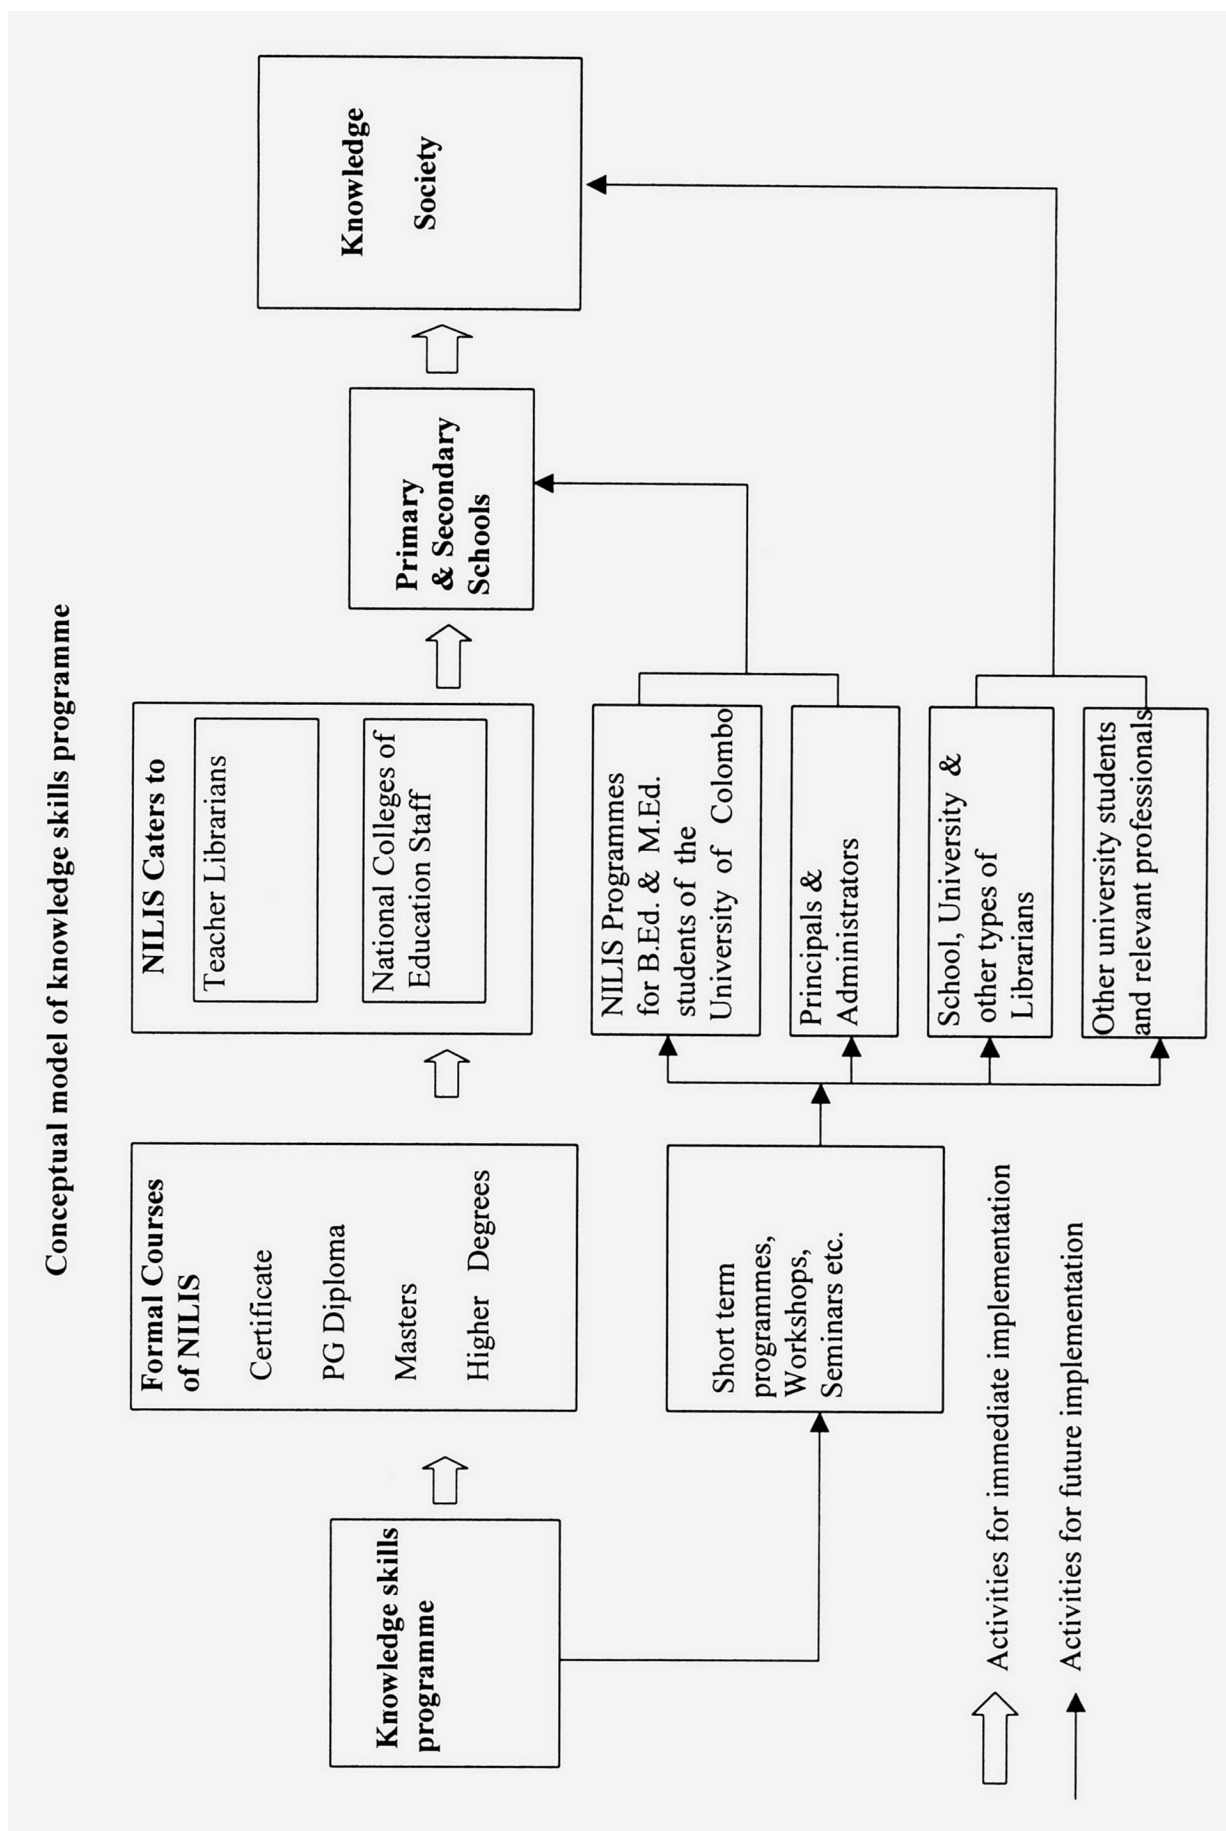 Conceptual model of knowledge skills programme
Knowledge skills
programme
Formal Courses
of NILIS
Certificate
PG Diploma
Masters
Higher Degrees
NILIS Caters to
Teacher Librarians
National Colleges of
Education Staff
Primary
& Secondary
Schools
Knowledge
Society
Short term
programmes,
Workshops,
Seminars etc.
NILIS Programmes
for B.Ed. & M.Ed.
students of the
University of Colombo
Principals &
Administrators
School, University &
other types of
Librarians
Other university students
and relevant professionals
Activities for immediate implementation
Activities for future implementation